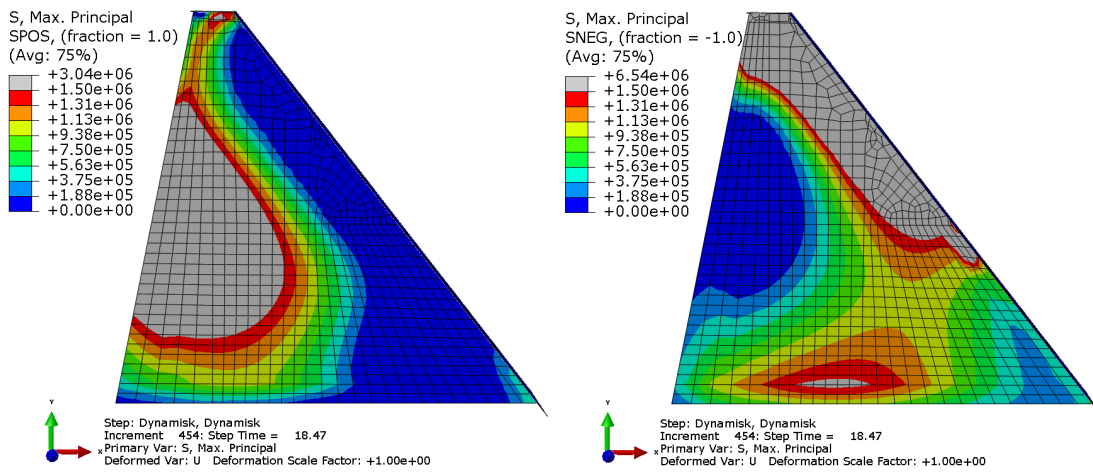 S, Max. Principal
SPOS, (fraction = 1.0)
(Avg: 75%)
+3.04e+06
+1.50e+06
+1.31e+06
+1.13e+06
+9.38e+05
+7.50e+05
+5.63e+05
+3.75e+05
+1.88e+05
+0.00e+00
Y
X
Step: Dynamisk, Dynamisk
Increment 454: Step Time = 18.47
Primary Var: S, Max. Principal
Deformed Var: U Deformation Scale Factor: +1.00e+00
S, Max. Principal
SNEG, (fraction = -1.0)
(Avg: 75%)
+6.54e+06
+1.50e+06
+1.31e+06
+1.13e+06
+9.38e+05
+7.50e+05
+5.63e+05
+3.75e+05
+1.88e+05
+0.00e+00
Y
X
Step: Dynamisk, Dynamisk
Increment 454: Step Time = 18.47
Primary Var: S, Max. Principal
Deformed Var: U Deformation Scale Factor: +1.00e+00